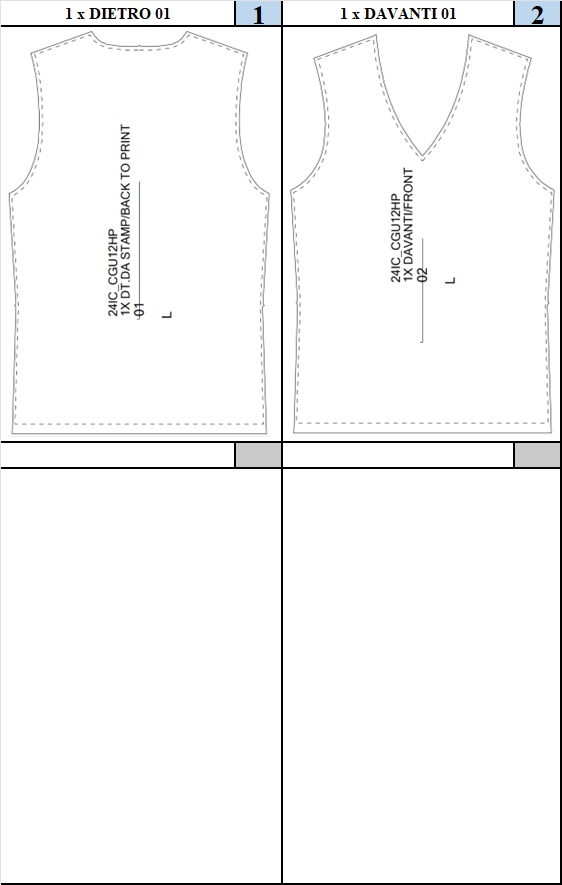 1 x DIETRO 01
1
1 x DAVANTI 01
2
24IC_CGU12HP
1X DT.DA STAMP/BACK TO PRINT
01
L
24IC_CGU12HP
1X DAVANTI/FRONT
02
L